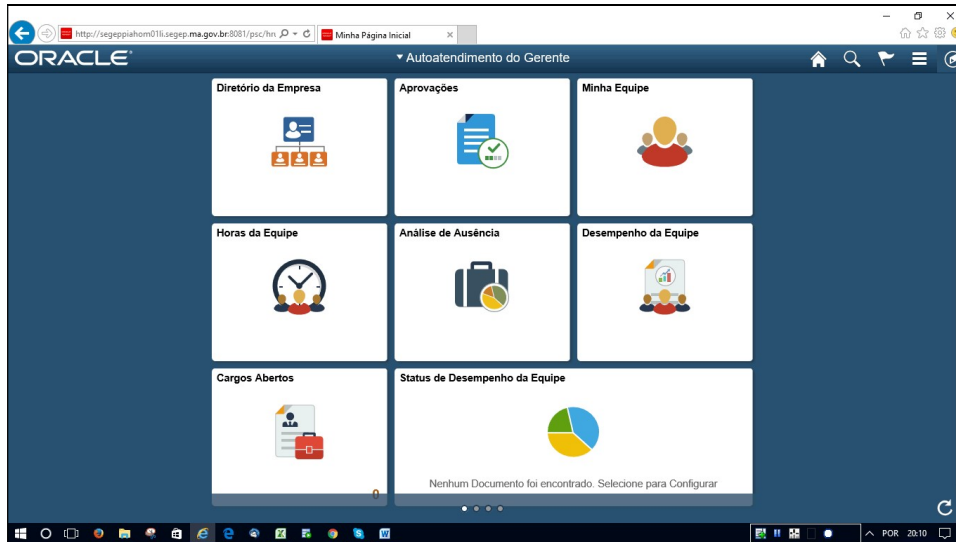 http://segeppiahom01li.segep.ma.gov.br:8081/psc/hn
Minha Página Inicial
ORACLE
Autoatendimento do Gerente
Diretório da Empresa
Aprovações
Minha Equipe
Horas da Equipe
Análise de Ausência
Desempenho da Equipe
Cargos Abertos
Status de Desempenho da Equipe
0
Nenhum Documento foi encontrado. Selecione para Configurar
POR 20:10